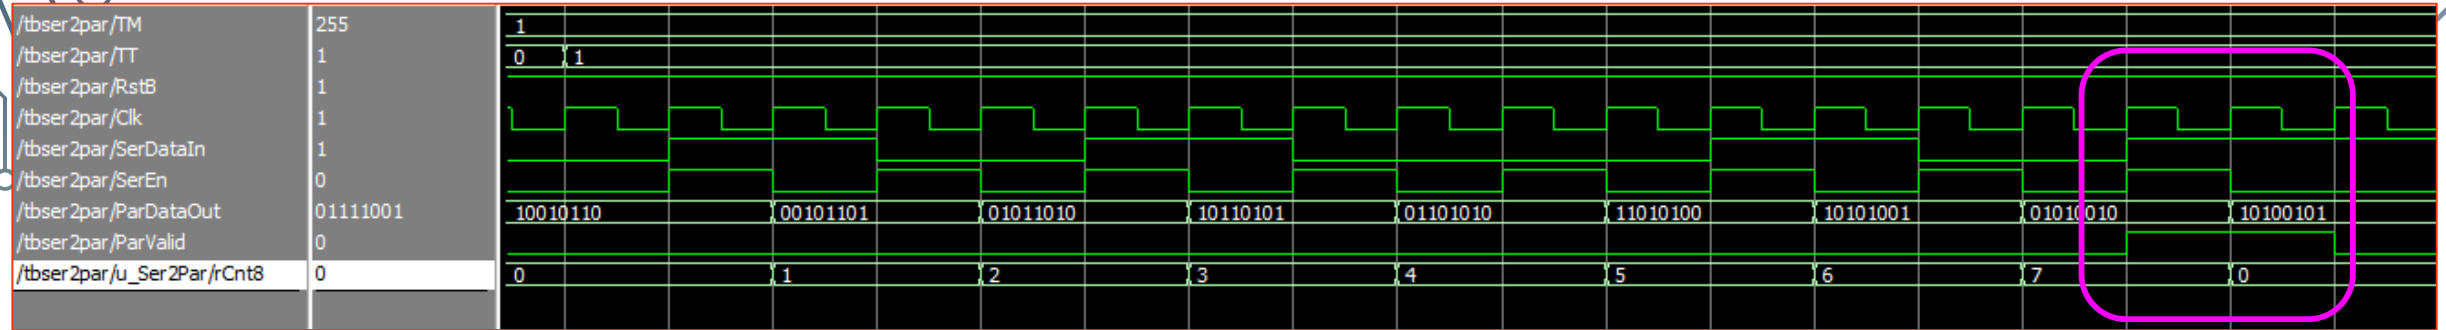 /tbser2par/TM 255 1
/tbser2par/TT 1 0 1
/tbser2par/RstB 1
/tbser2par/Clk 1
/tbser2par/SerDataIn 1
/tbser2par/SerEn 0
/tbser2par/ParDataOut 01111001 10010110 00101101 01011010 10110101 01101010 11010100 10101001 01010010 10100101
/tbser2par/ParValid 0
/tbser2par/u_Ser2Par/rCnt8 0 0 1 2 3 4 5 6 7 0